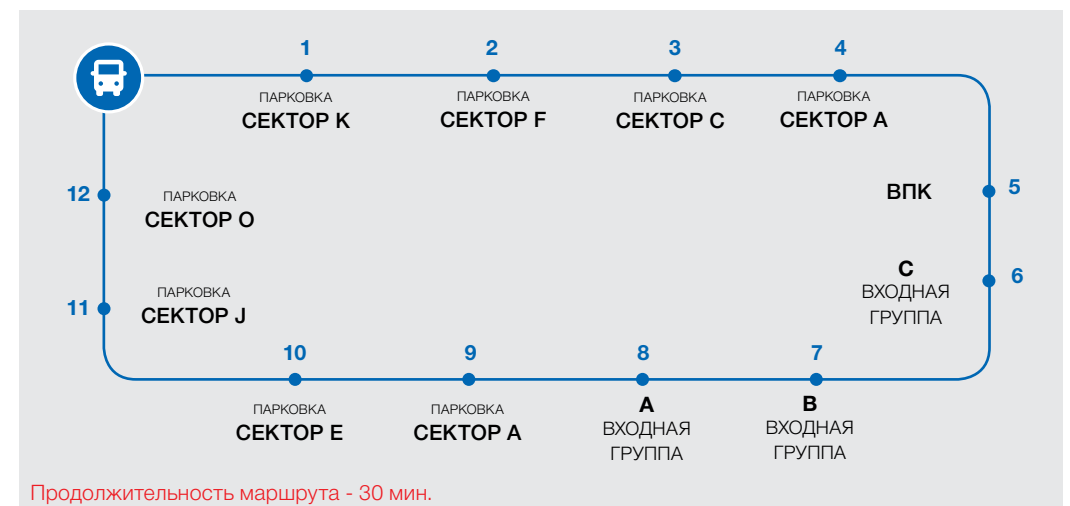 1
ПАРКОВКА
СЕКТОР K
2
ПАРКОВКА
СЕКТОР F
3
ПАРКОВКА
СЕКТОР C
4
ПАРКОВКА
СЕКТОР A
5
ВПК
6
C
ВХОДНАЯ
ГРУППА
7
B
ВХОДНАЯ
ГРУППА
8
A
ВХОДНАЯ
ГРУППА
9
ПАРКОВКА
СЕКТОР A
10
ПАРКОВКА
СЕКТОР E
11
ПАРКОВКА
СЕКТОР J
12
ПАРКОВКА
СЕКТОР O
Продолжительность маршрута - 30 мин.